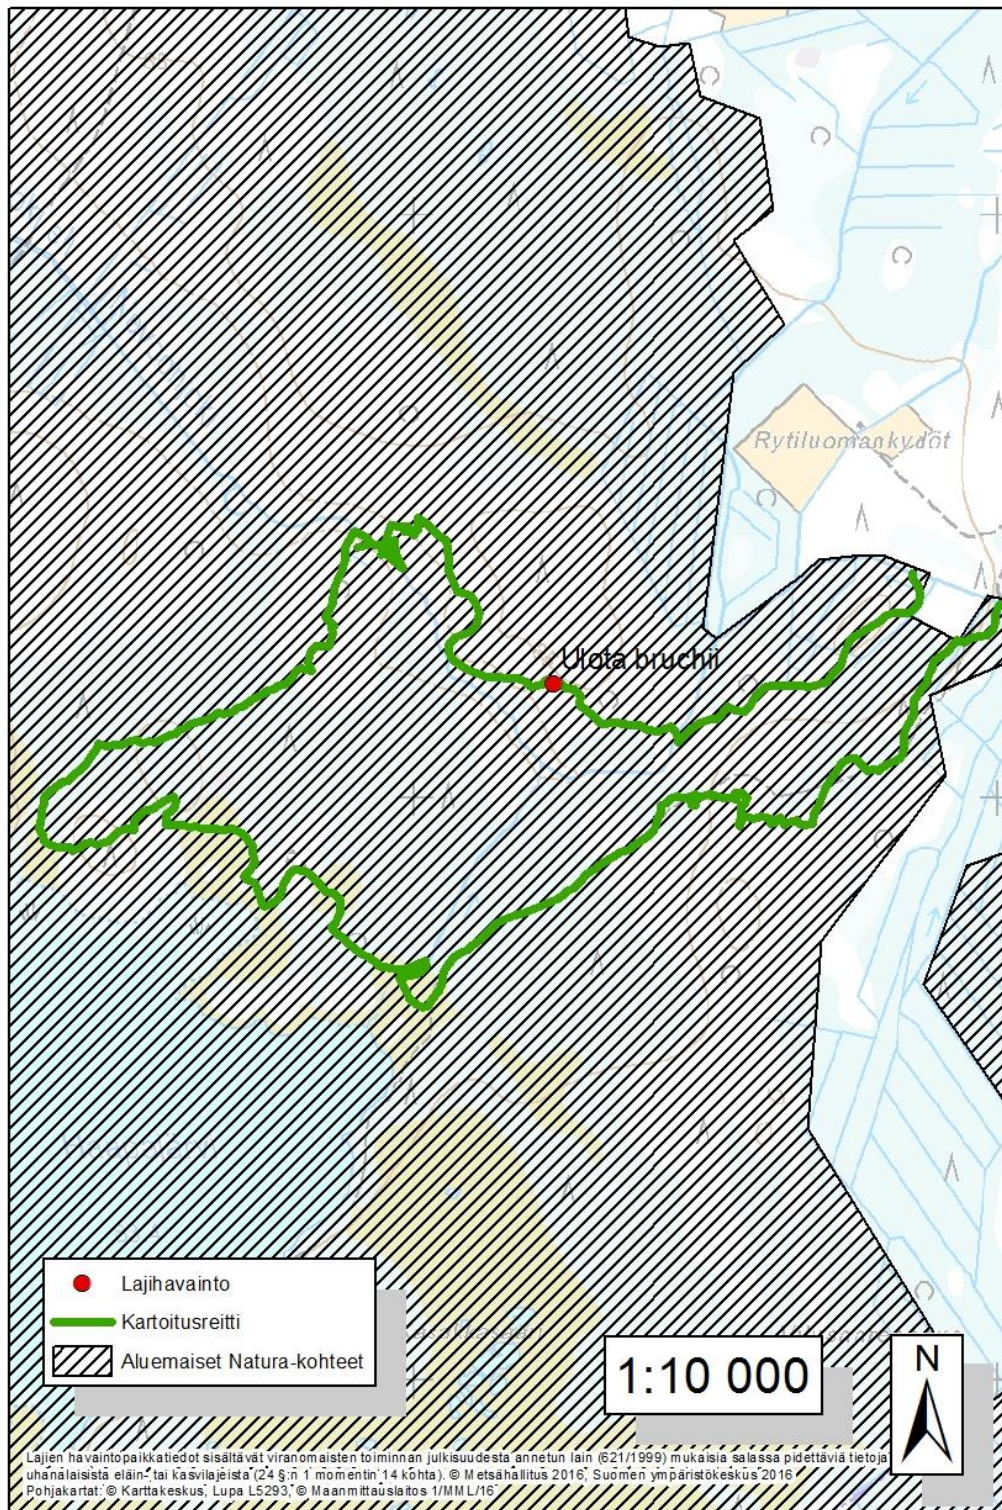 Rytiluomankydöt
Ulota bruchii
Haapajärvi
Lajihavainto
Kartoitusreitti
Aluemaiset Natura-kohteet
1:10 000
N
Lajien havaintopaikkatiedot sisältävät viranomaisten toiminnan julkisuudesta annetun lain (621/1999) mukaisia salassa pidettäviä tietoja
uhanalaisista eläin- tai kasvilajeista (24 §:n 1 momentin 14 kohta). © Metsähallitus 2016, Suomen ympäristökeskus 2016
Pohjakartat: © Karttakeskus, Lupa L5293, © Maanmittauslaitos 1/MML/16